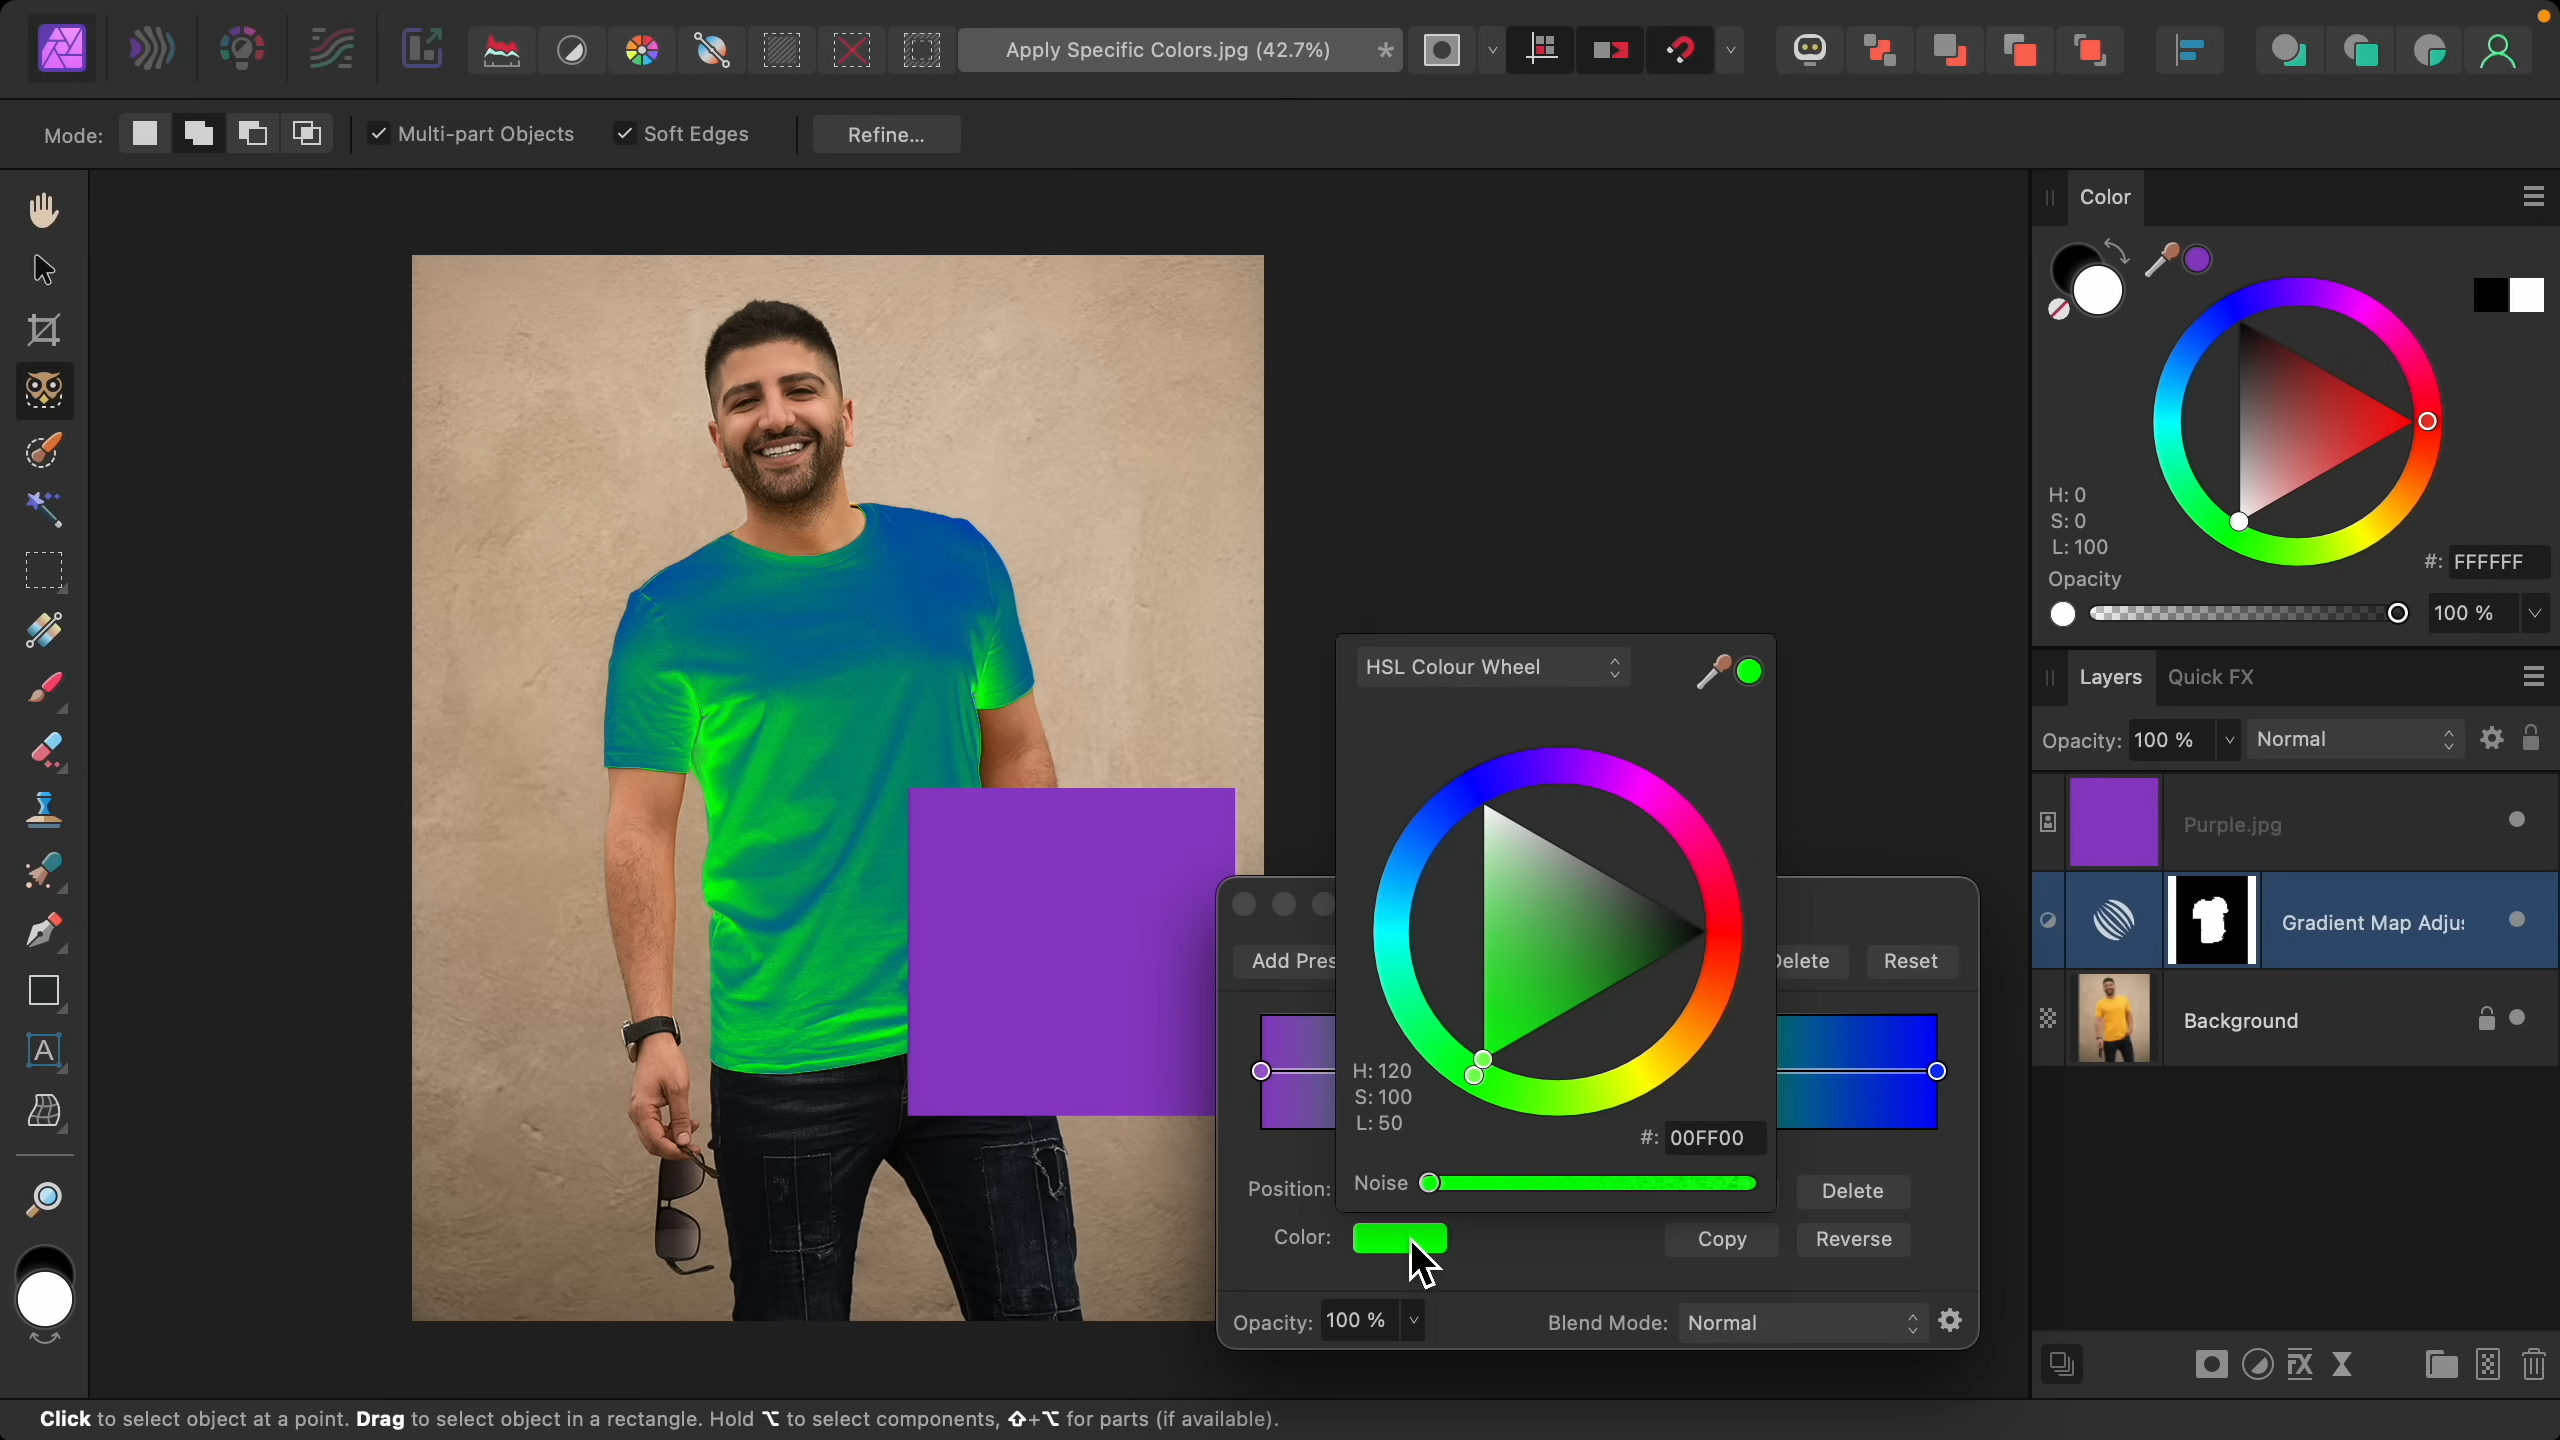 Apply Specific Colors.jpg (42.7%) *
Mode: Multi-part Objects Soft Edges Refine...
Color
H: 0
S: 0
L: 100
#: FFFFFF
Opacity
100 %
HSL Colour Wheel
H: 120
S: 100
L: 50
#: 00FF00
Noise
Add Pres
Delete
Reset
Position:
Delete
Color:
Copy
Reverse
Opacity: 100 %
Blend Mode: Normal
Layers Quick FX
Opacity: 100 % Normal
Purple.jpg
Gradient Map Adjus
Background
A
FX
Click to select object at a point. Drag to select object in a rectangle. Hold ⌥ to select components, ⇧+⌥ for parts (if available).